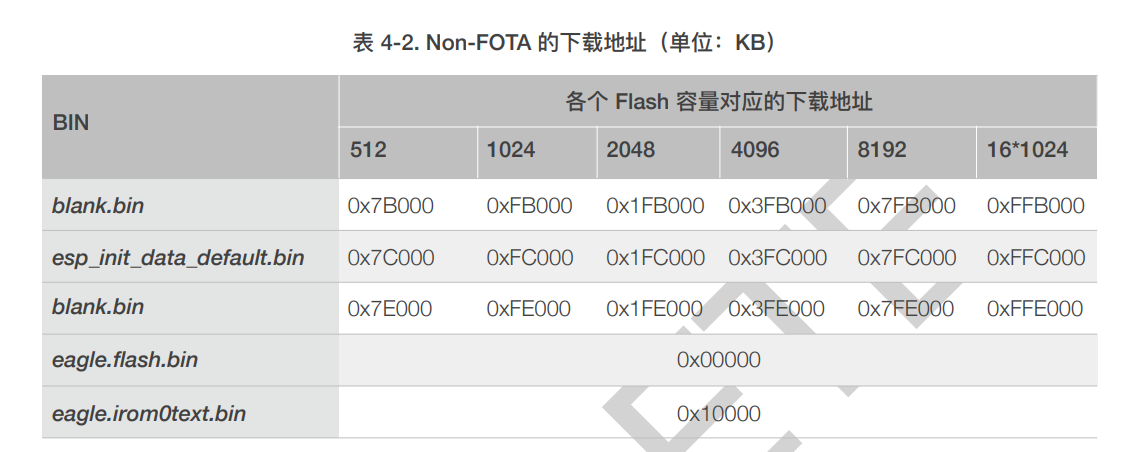 表 4-2. Non-FOTA 的下载地址（单位：KB）
BIN
各个 Flash 容量对应的下载地址
512 1024 2048 4096 8192 16*1024
blank.bin 0x7B000 0xFB000 0x1FB000 0x3FB000 0x7FB000 0xFFB000
esp_init_data_default.bin 0x7C000 0xFC000 0x1FC000 0x3FC000 0x7FC000 0xFFC000
blank.bin 0x7E000 0xFE000 0x1FE000 0x3FE000 0x7FE000 0xFFE000
eagle.flash.bin 0x00000
eagle.irom0text.bin 0x10000